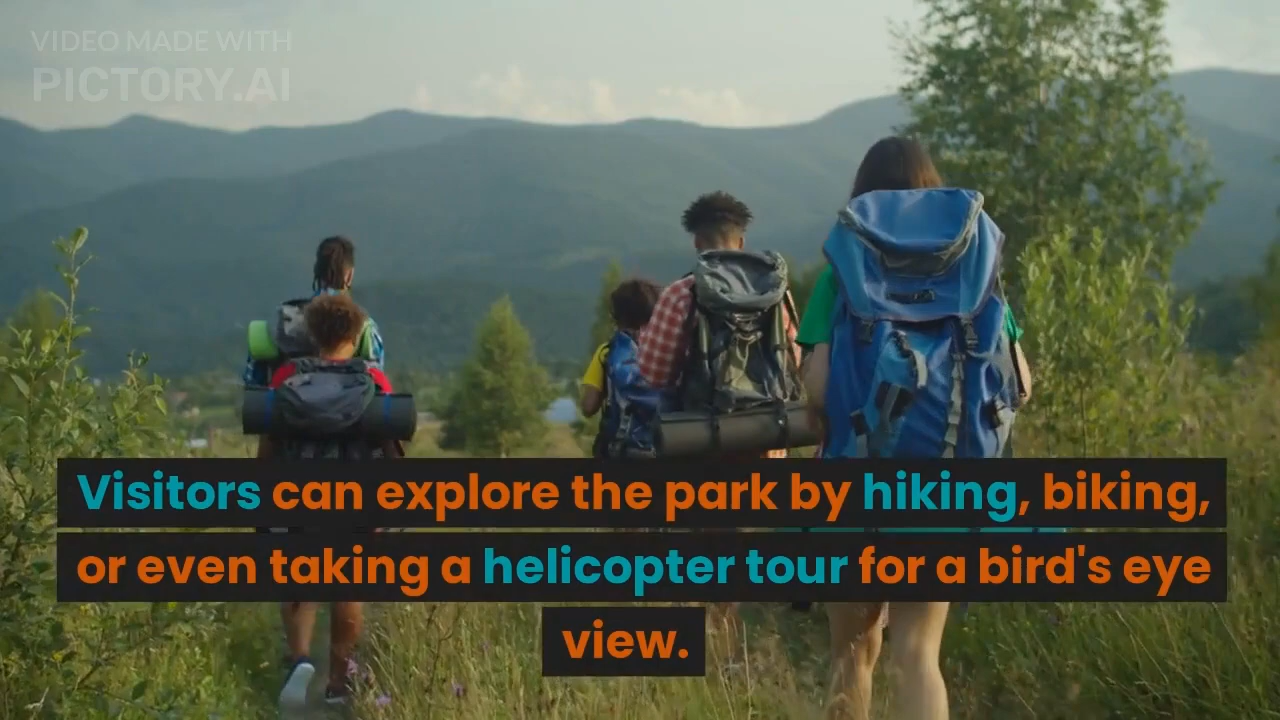 VIDEO MADE WITH
PICTORY.AI
Visitors can explore the park by hiking, biking,
or even taking a helicopter tour for a bird's eye
view.